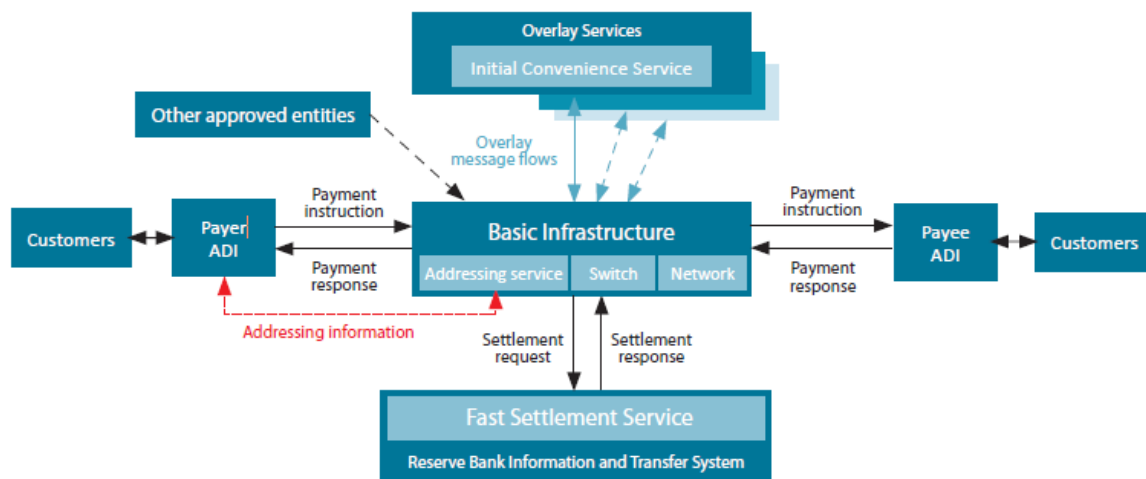 Overlay Services
Initial Convenience Service
Other approved entities
Overlay
message flows
Payment
instruction
Payment
instruction
Customers
Payer
ADI
Basic Infrastructure
Payee
ADI
Customers
Addressing service
Switch
Network
Payment
response
Payment
response
Addressing information
Settlement
request
Settlement
response
Fast Settlement Service
Reserve Bank Information and Transfer System